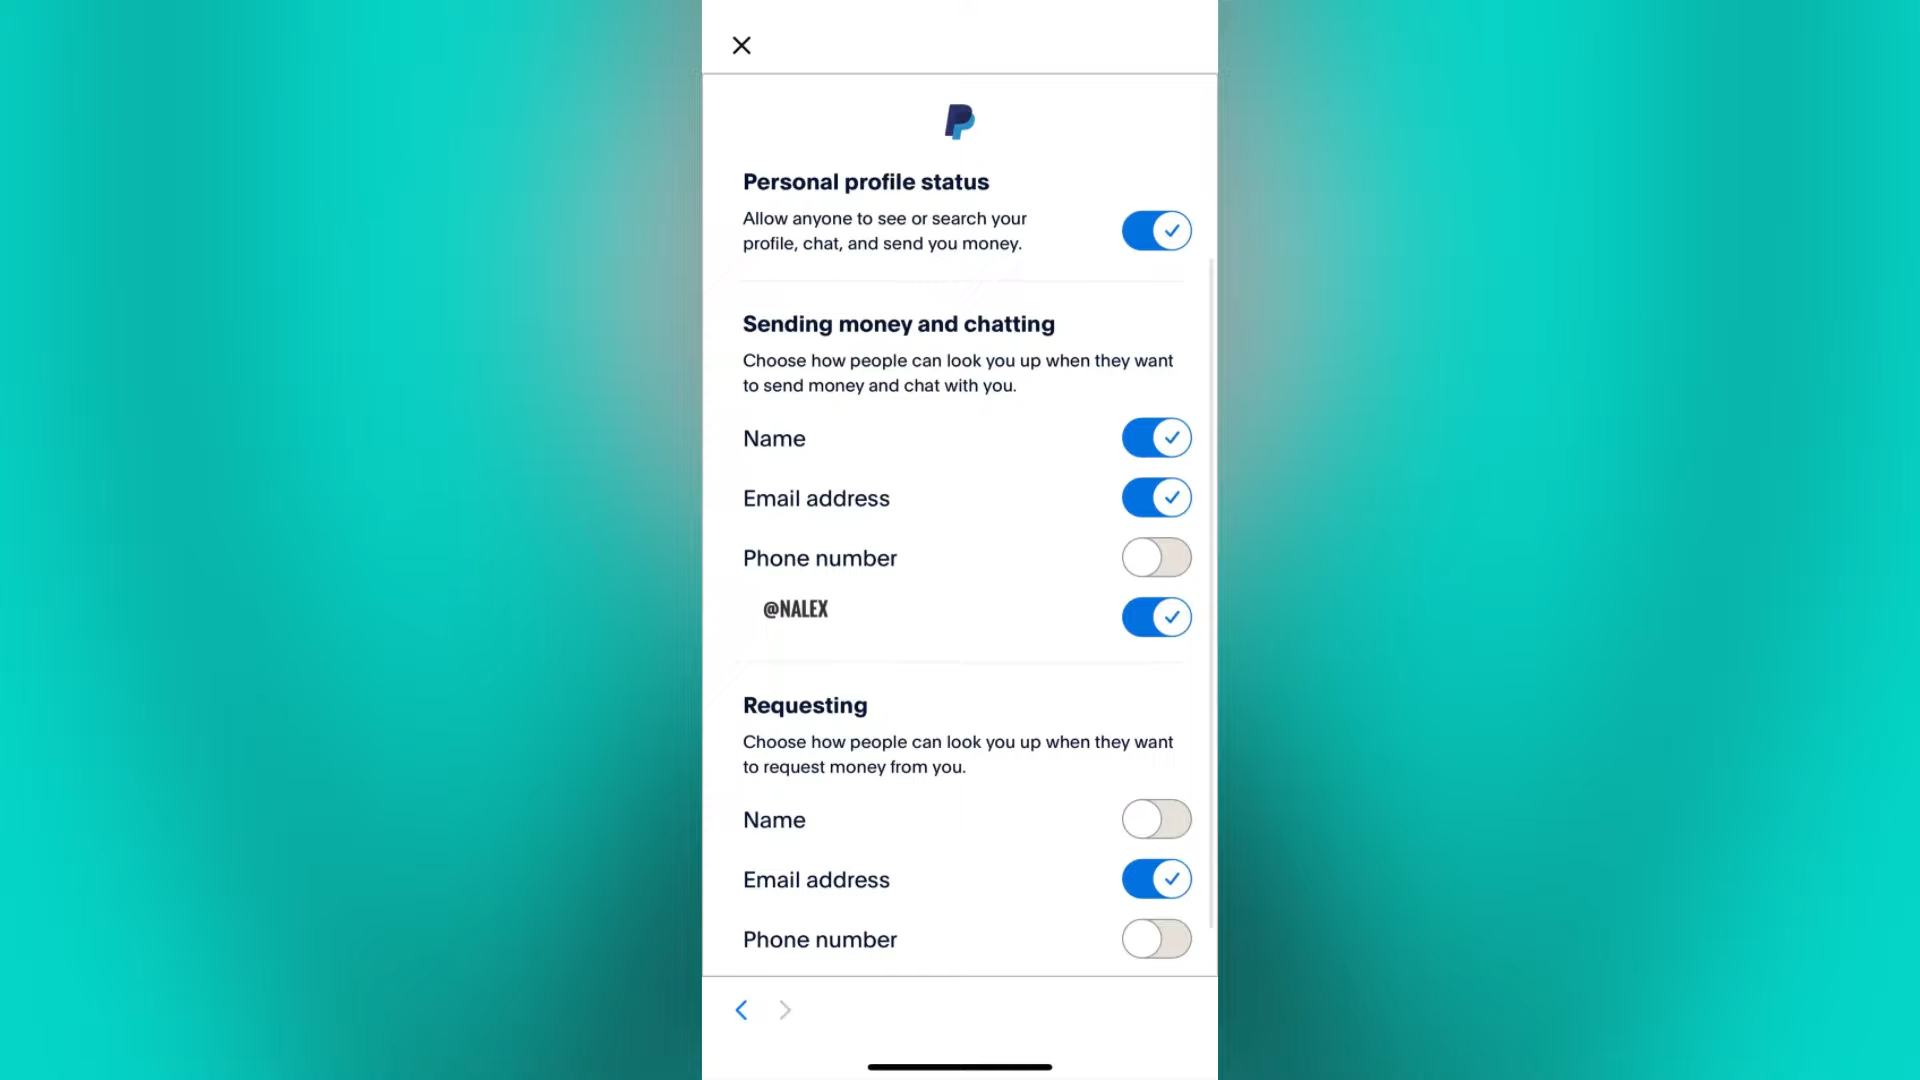 Personal profile status
Allow anyone to see or search your
profile, chat, and send you money.
Sending money and chatting
Choose how people can look you up when they want
to send money and chat with you.
Name
Email address
Phone number
@NALEX
Requesting
Choose how people can look you up when they want
to request money from you.
Name
Email address
Phone number